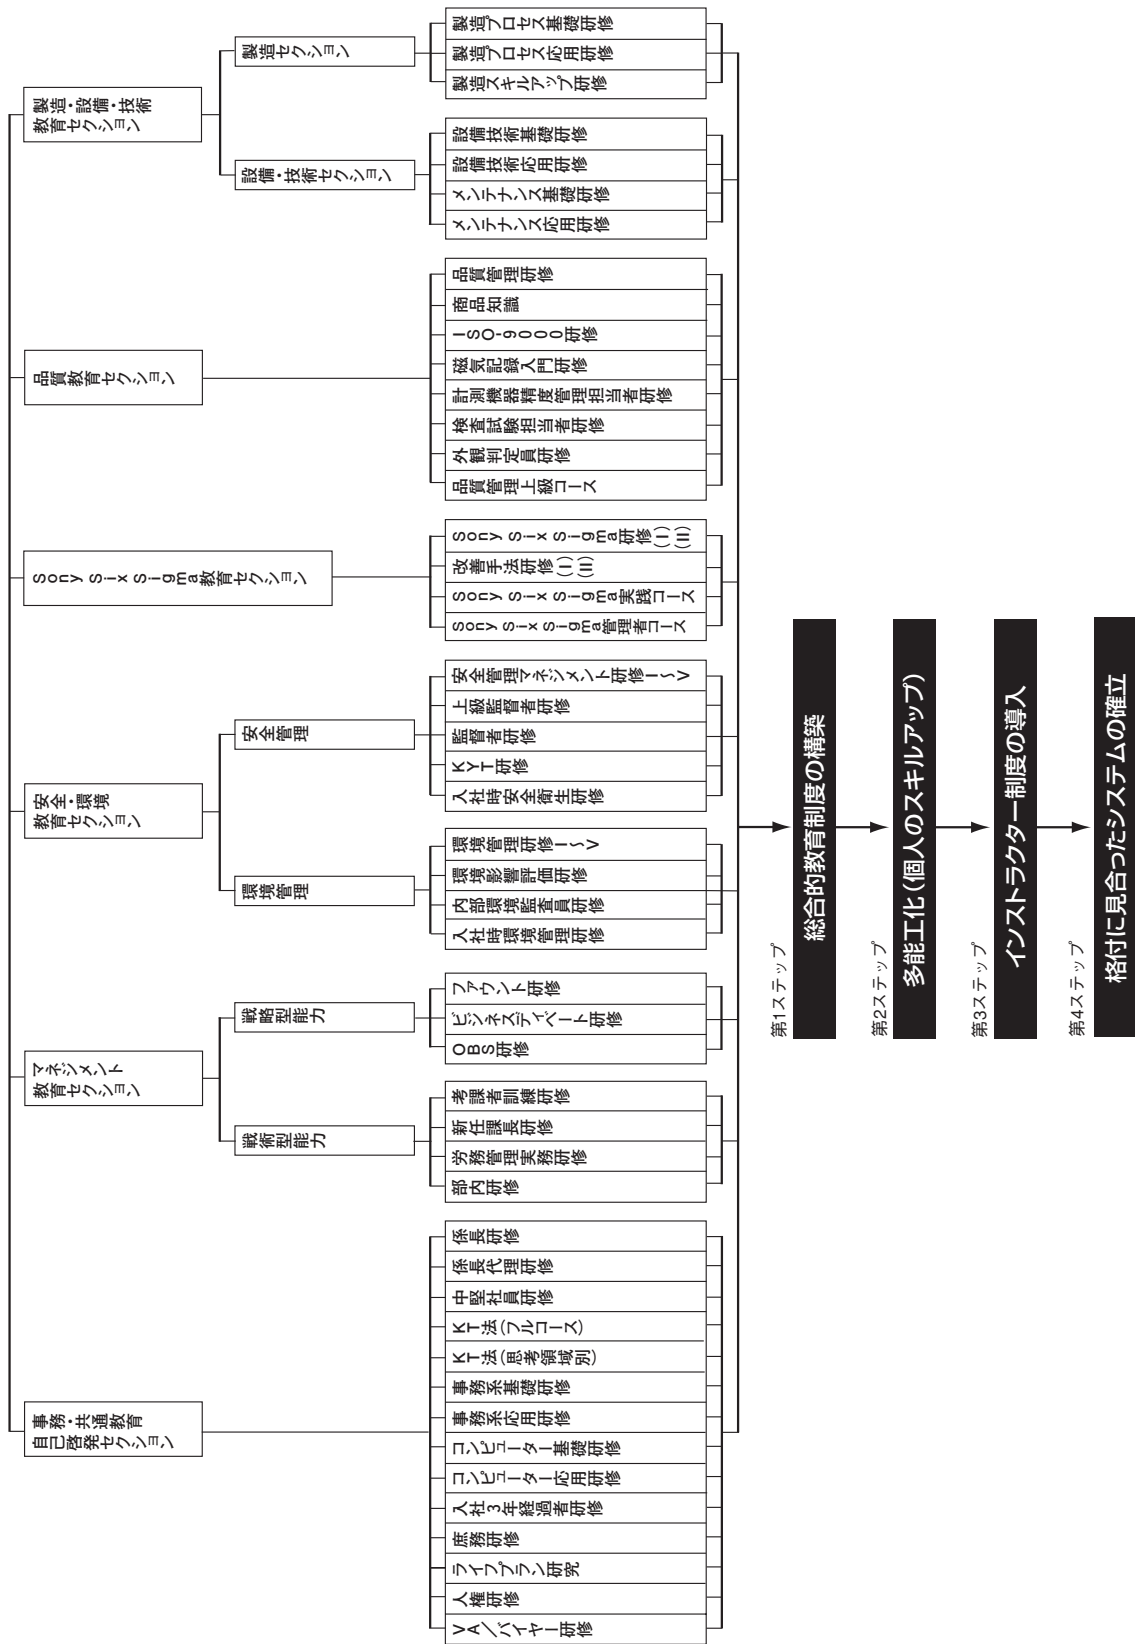 製造・設備・技術
教育セクション
製造セクション
製造プロセス基礎研修
製造プロセス応用研修
製造スキルアップ研修
設備・技術セクション
設備技術基礎研修
設備技術応用研修
メンテナンス基礎研修
メンテナンス応用研修
品質教育セクション
品質管理研修
商品知識
ISO-9000研修
磁気記録入門研修
計測機器精度管理担当者研修
検査試験担当者研修
外観判定員研修
品質管理上級コース
Sony Six Sigma教育セクション
Sony Six Sigma研修(I)(II)
改善手法研修(I)(II)
Sony Six Sigma実践コース
Sony Six Sigma管理者コース
安全・環境
教育セクション
安全管理
安全管理マネジメント研修I~V
上級監督者研修
監督者研修
KYT研修
入社時安全衛生研修
環境管理
環境管理研修I~V
環境影響評価研修
内部環境監査員研修
入社時環境管理研修
マネジメント
教育セクション
戦略型能力
ファウント研修
ビジネスディベート研修
OBS研修
戦術型能力
考課者訓練研修
新任課長研修
労務管理実務研修
部内研修
事務・共通教育
自己啓発セクション
係長研修
係長代理研修
中堅社員研修
KT法(フルコース)
KT法(思考領域別)
事務系基礎研修
事務系応用研修
コンピューター基礎研修
コンピューター応用研修
入社3年経過者研修
庶務研修
ライフプラン研究
人権研修
VA/バイヤー研修
第1ステップ
総合的教育制度の構築
第2ステップ
多能工化(個人のスキルアップ)
第3ステップ
インストラクター制度の導入
第4ステップ
格付に見合ったシステムの確立